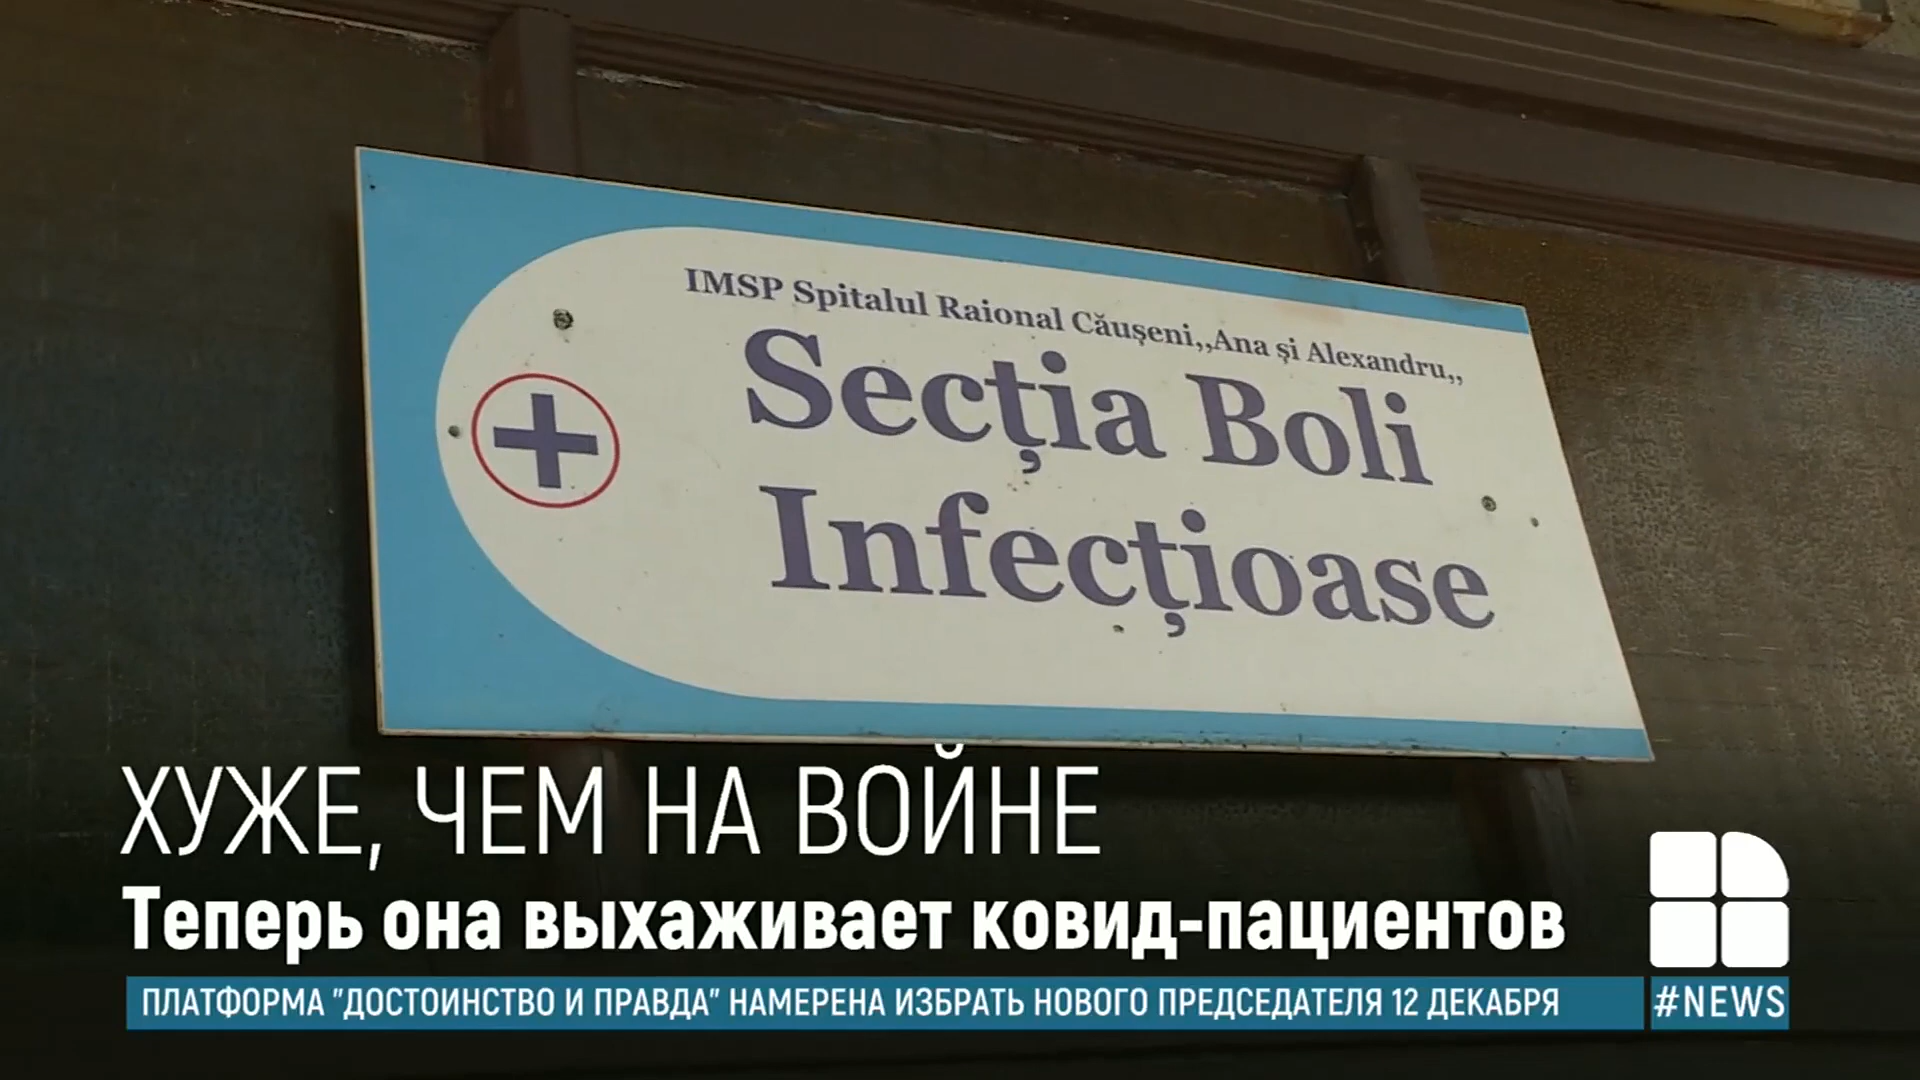 IMSP Spitalul Raional Căușeni,,Ana și Alexandru,,
Secția Boli
Infecțioase
ХУЖЕ, ЧЕМ НА ВОЙНЕ
Теперь она выхаживает ковид-пациентов
ПЛАТФОРМА "ДОСТОИНСТВО И ПРАВДА" НАМЕРЕНА ИЗБРАТЬ НОВОГО ПРЕДСЕДАТЕЛЯ 12 ДЕКАБРЯ
#NEWS